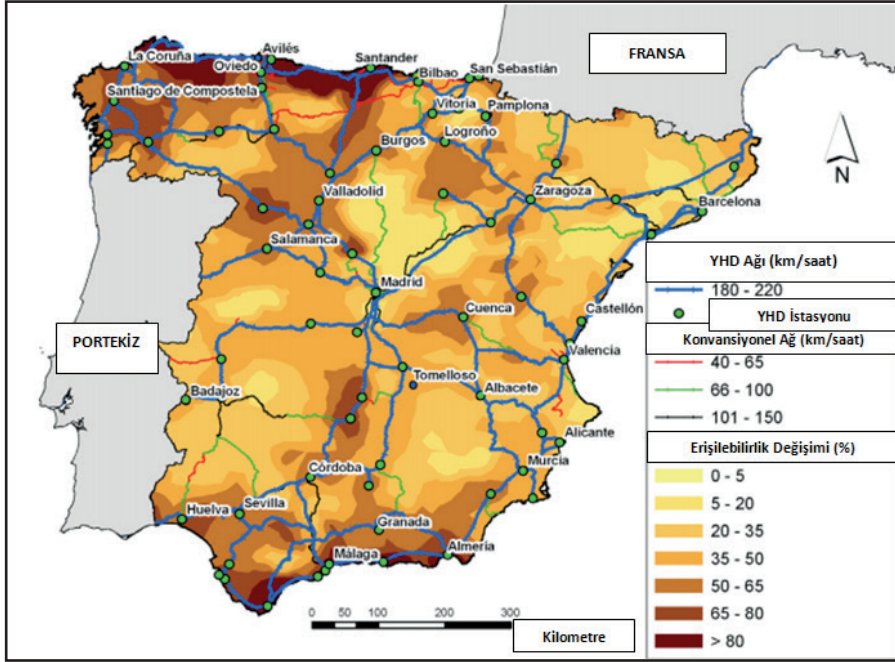 FRANSA
Avilés
La Coruña
Oviedo
Santander
San Sebastián
Bilbao
Santiago de Compostela
Vitoria
Pamplona
Logroño
Burgos
N
Valladolid
Zaragoza
Barcelona
Salamanca
Madrid
Cuenca
Castellón
PORTEKİZ
Valencia
Tomelloso
Badajoz
Albacete
Alicante
Murcia
Córdoba
Sevilla
Huelva
Granada
Almería
Málaga
YHD Ağı (km/saat)
180 - 220
YHD İstasyonu
Konvansiyonel Ağ (km/saat)
40 - 65
66 - 100
101 - 150
Erişilebilirlik Değişimi (%)
0 - 5
5 - 20
20 - 35
35 - 50
50 - 65
65 - 80
> 80
0 50 100 200 300
Kilometre